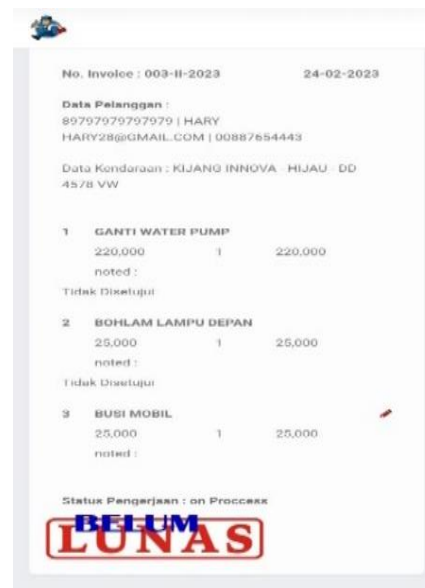 No. Invoice : 003-II-2023 24-02-2023
Data Pelanggan :
89797979797979 | HARY
HARY28@GMAIL.COM | 00887654443
Data Kendaraan : KIJANG INNOVA - HIJAU - DD
4578 VW
1 GANTI WATER PUMP
220,000 1 220,000
noted :
Tidak Disetujui
2 BOHLAM LAMPU DEPAN
25,000 1 25,000
noted :
Tidak Disetujui
3 BUSI MOBIL
25,000 1 25,000
noted :
Status Pengerjaan : on Proccess
BELUM
LUNAS